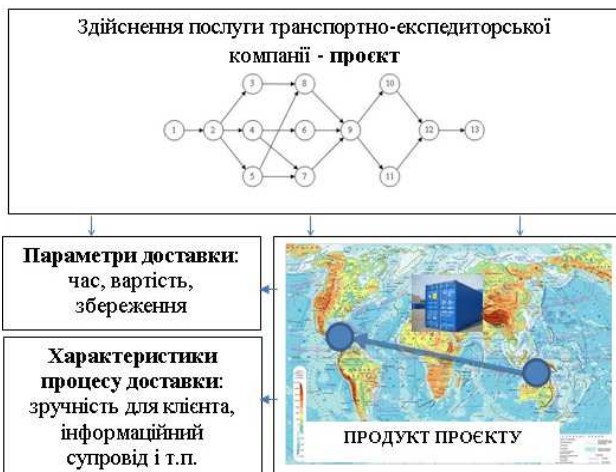 Здійснення послуги транспортно-експедиторської
компанії - проєкт
3
8
10
1
2
4
6
9
12
13
5
7
11
Параметри доставки:
час, вартість,
збереження
Характеристики
процесу доставки:
зручність для клієнта,
інформаційний
супровід і т.п.
ПРОДУКТ ПРОЄКТУ